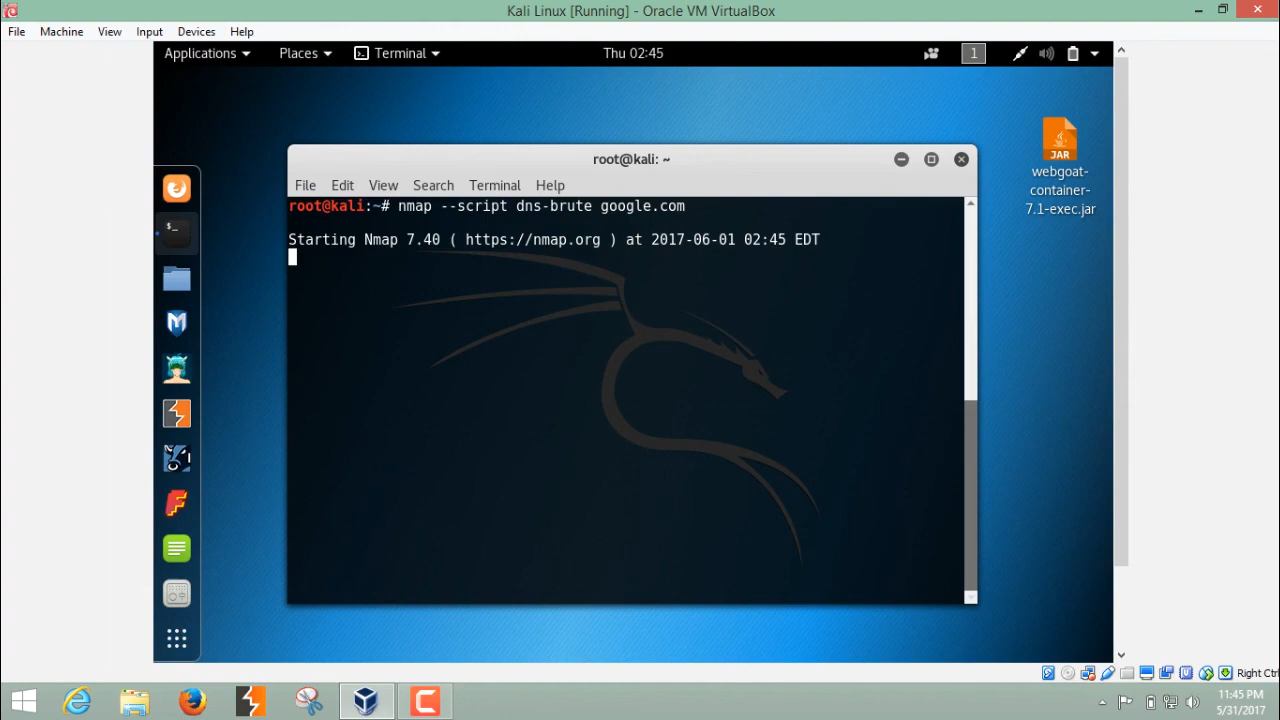 Kali Linux [Running] - Oracle VM VirtualBox
File Machine View Input Devices Help
Applications Places Terminal Thu 02:45 1
JAR
webgoat-
container-
7.1-exec.jar
root@kali: ~
File Edit View Search Terminal Help
root@kali:~# nmap --script dns-brute google.com
Starting Nmap 7.40 ( https://nmap.org ) at 2017-06-01 02:45 EDT
$_
Right Ctrl
11:45 PM
5/31/2017